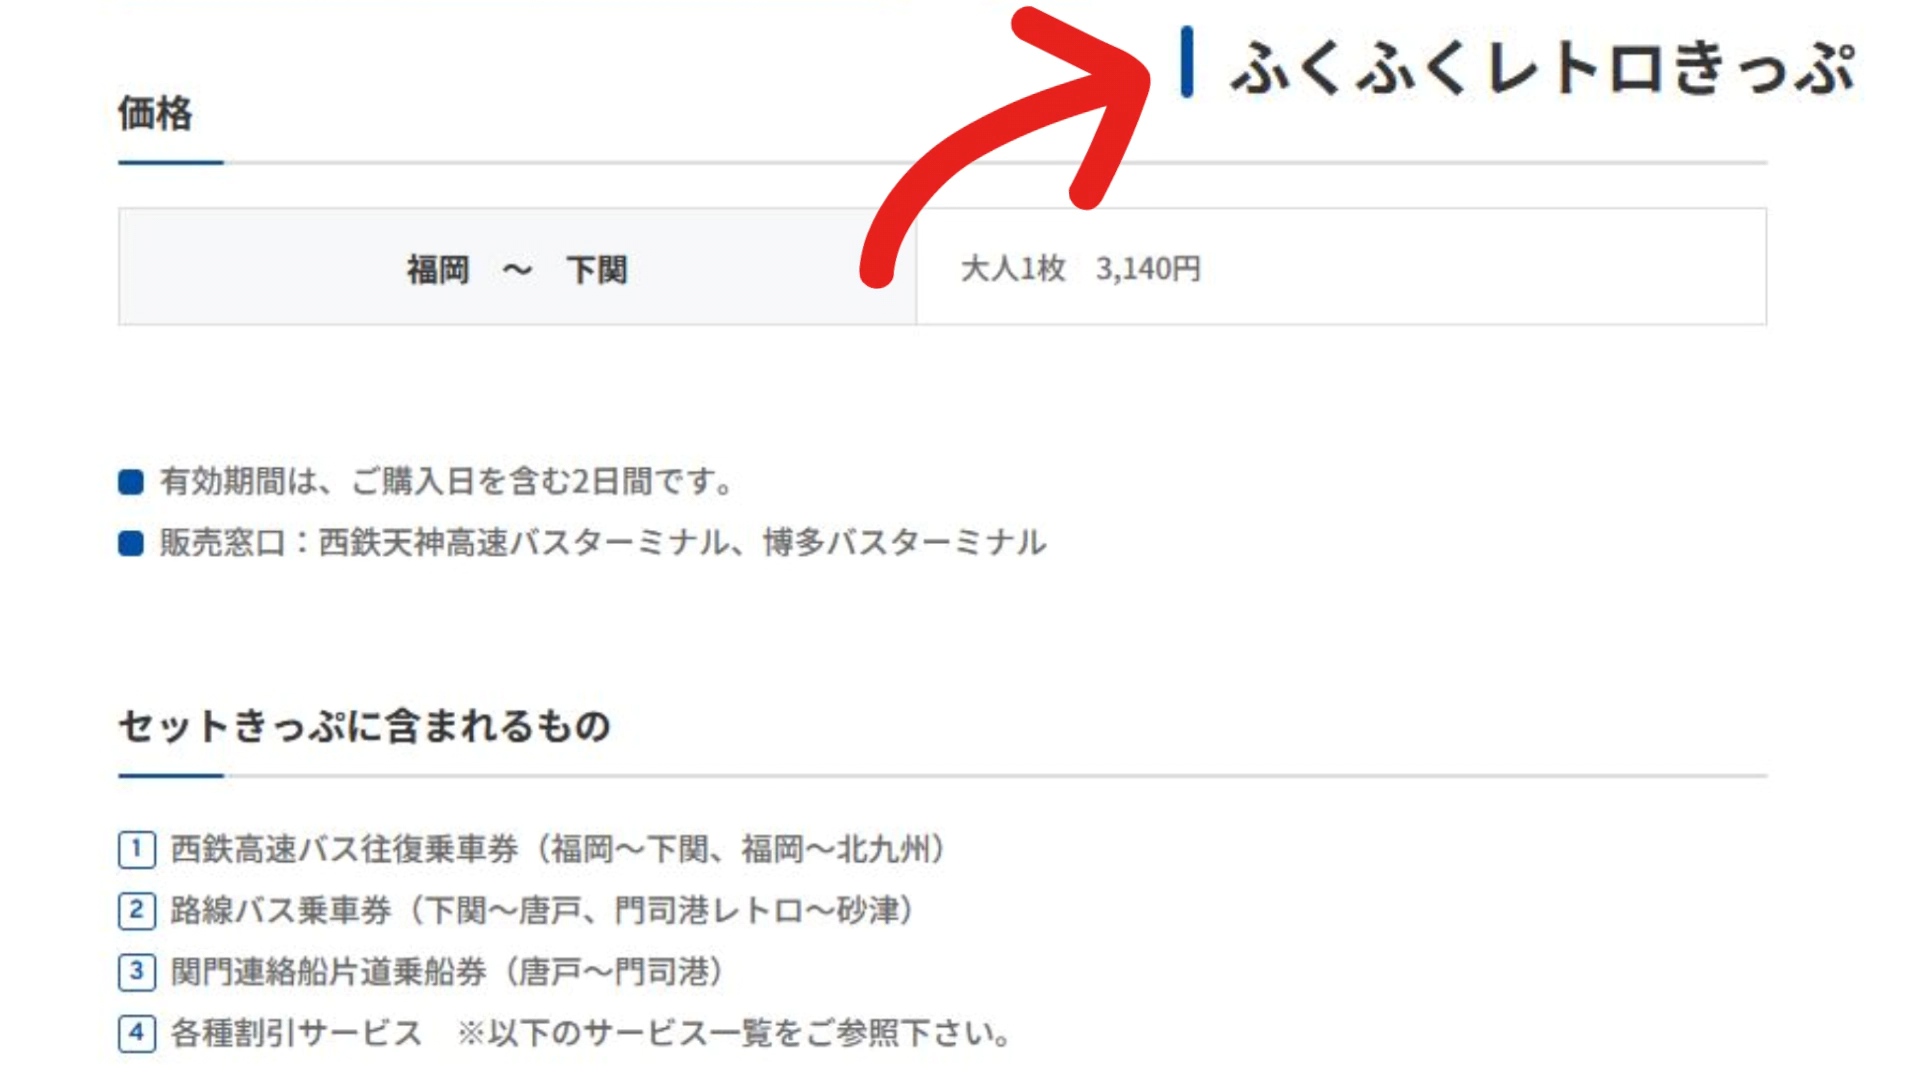 ふくふくレトロきっぷ
価格
福岡　～　下関
大人1枚　3,140円
有効期間は、ご購入日を含む2日間です。
販売窓口：西鉄天神高速バスターミナル、博多バスターミナル
セットきっぷに含まれるもの
1 西鉄高速バス往復乗車券（福岡～下関、福岡～北九州）
2 路線バス乗車券（下関～唐戸、門司港レトロ～砂津）
3 関門連絡船片道乗船券（唐戸～門司港）
4 各種割引サービス　※以下のサービス一覧をご参照下さい。